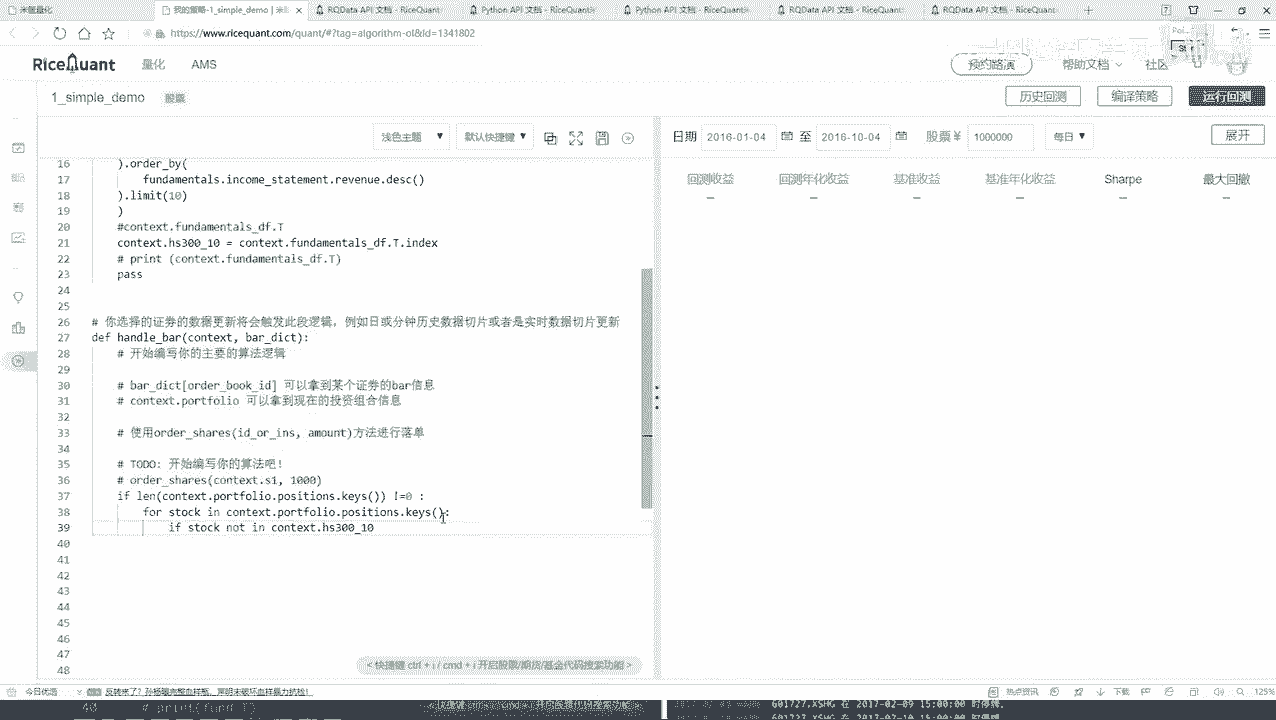 米筐量化
我的策略-1_simple_demo | 米筐
RQData API 文档 - RiceQuant
Python API 文档 - RiceQuant
Python API 文档 - RiceQuant
RQData API 文档 - RiceQuant
RQData API 文档 - RiceQuant
https://www.ricequant.com/quant/#?tag=algorithm-ol&id=1341802
RiceQuant
量化
AMS
预约路演
帮助文档
社区
1_simple_demo
股票
历史回测
编译策略
运行回测
浅色主题
默认快捷键
日期 2016-01-04 至 2016-10-04 股票 ¥ 1000000 每日
展开
回测收益
回测年化收益
基准收益
基准年化收益
Sharpe
最大回撤
16 ).order_by(
17 fundamentals.income_statement.revenue.desc()
18 ).limit(10)
19 )
20 #context.fundamentals_df.T
21 context.hs300_10 = context.fundamentals_df.T.index
22 # print (context.fundamentals_df.T)
23 pass
24
25
26 # 你选择的证券的数据更新将会触发此段逻辑，例如日或分钟历史数据切片或者是实时数据切片更新
27 def handle_bar(context, bar_dict):
28 # 开始编写你的主要的算法逻辑
29
30 # bar_dict[order_book_id] 可以拿到某个证券的bar信息
31 # context.portfolio 可以拿到现在的投资组合信息
32
33 # 使用order_shares(id_or_ins, amount)方法进行落单
34
35 # TODO: 开始编写你的算法吧！
36 # order_shares(context.s1, 1000)
37 if len(context.portfolio.positions.keys()) !=0 :
38 for stock in context.portfolio.positions.keys():
39 if stock not in context.hs300_10
40
41
42
43
44
45
46
47
48
< 快捷键 ctrl + i / cmd + i 开启股票/期货/基金代码搜索功能 >
今日优选
热点资讯
下载
125%
601727.XSHG 在 2017-02-09 15:00:00 时停牌.